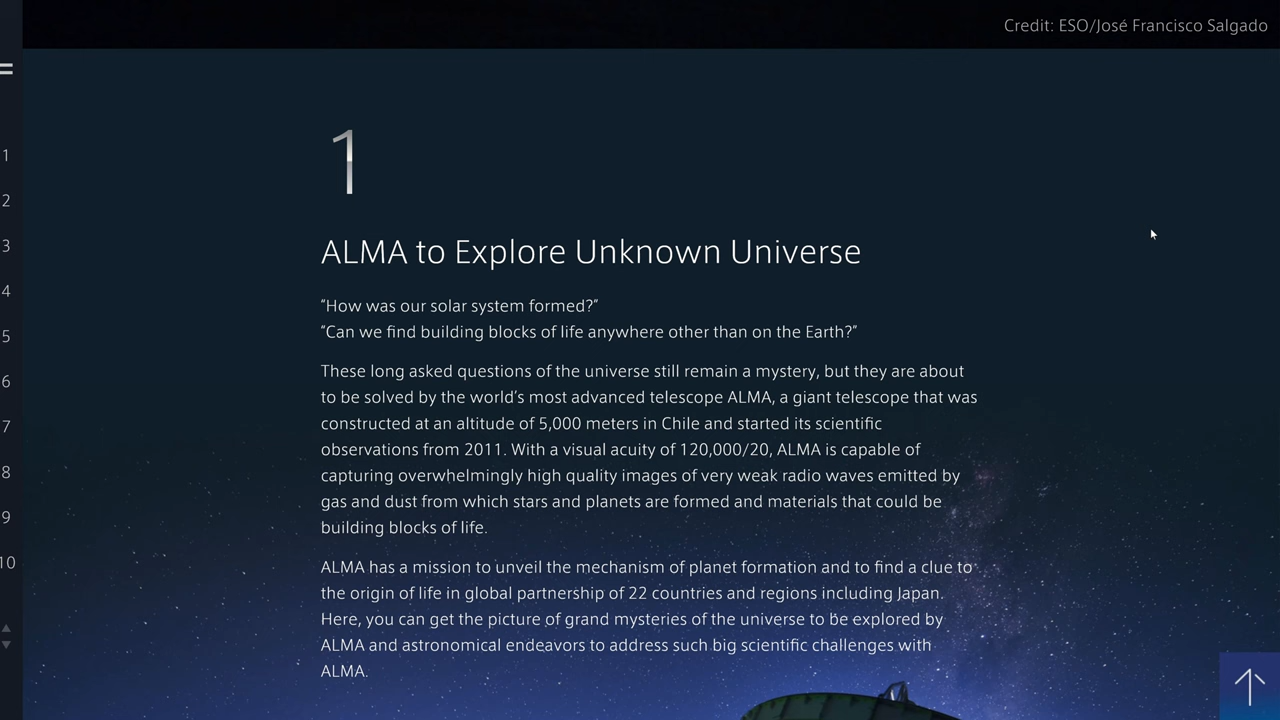 Credit: ESO/José Francisco Salgado
1
2
3
4
5
6
7
8
9
10
1
ALMA to Explore Unknown Universe
“How was our solar system formed?”
“Can we find building blocks of life anywhere other than on the Earth?”
These long asked questions of the universe still remain a mystery, but they are about
to be solved by the world’s most advanced telescope ALMA, a giant telescope that was
constructed at an altitude of 5,000 meters in Chile and started its scientific
observations from 2011. With a visual acuity of 120,000/20, ALMA is capable of
capturing overwhelmingly high quality images of very weak radio waves emitted by
gas and dust from which stars and planets are formed and materials that could be
building blocks of life.
ALMA has a mission to unveil the mechanism of planet formation and to find a clue to
the origin of life in global partnership of 22 countries and regions including Japan.
Here, you can get the picture of grand mysteries of the universe to be explored by
ALMA and astronomical endeavors to address such big scientific challenges with
ALMA.